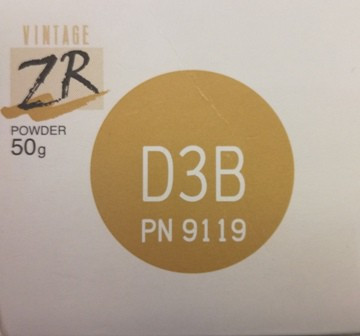 VINTAGE
ZR
POWDER
50g
D3B
PN 9119